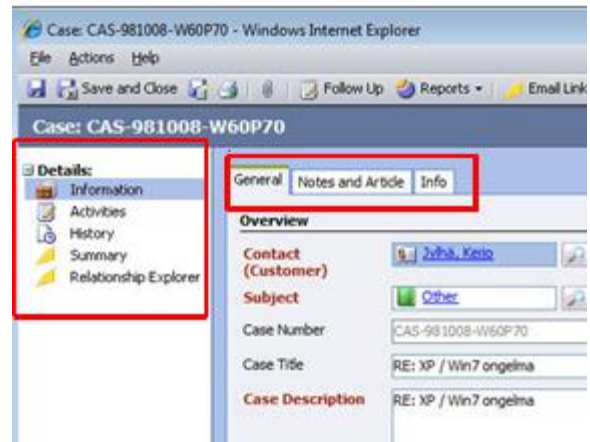 Case: CAS-981008-W60P70 - Windows Internet Explorer
File Actions Help
Save and Close Follow Up Reports Email Link
Case: CAS-981008-W60P70
Details:
Information
Activities
History
Summary
Relationship Explorer
General Notes and Article Info
Overview
Contact
(Customer)
Subject Other
Case Number CAS-981008-W60P70
Case Title RE: XP / Win7 ongelma
Case Description RE: XP / Win7 ongelma